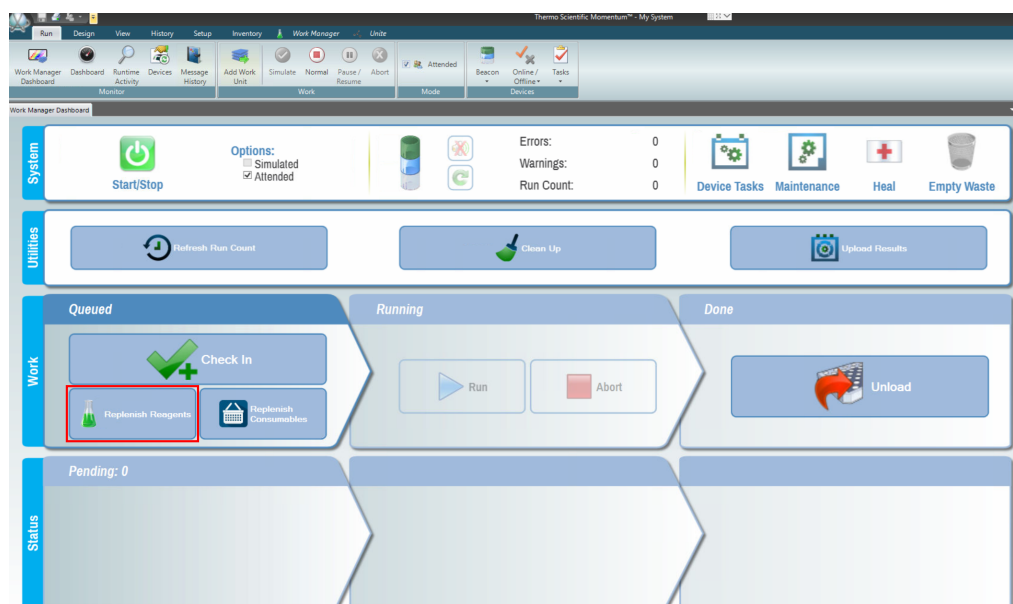 Thermo Scientific Momentum™ - My System
Run Design View History Setup Inventory Work Manager Unite
Work Manager Dashboard
Dashboard
Runtime Activity
Devices
Message History
Add Work Unit
Simulate
Normal
Pause / Resume
Abort
Attended
Beacon
Online / Offline
Tasks
Monitor
Work
Mode
Devices
Work Manager Dashboard
System
Start/Stop
Options:
Simulated
Attended
Errors: 0
Warnings: 0
Run Count: 0
Device Tasks
Maintenance
Heal
Empty Waste
Utilities
Refresh Run Count
Clean Up
Upload Results
Work
Queued
Check In
Replenish Reagents
Replenish
Consumables
Running
Run
Abort
Done
Unload
Status
Pending: 0